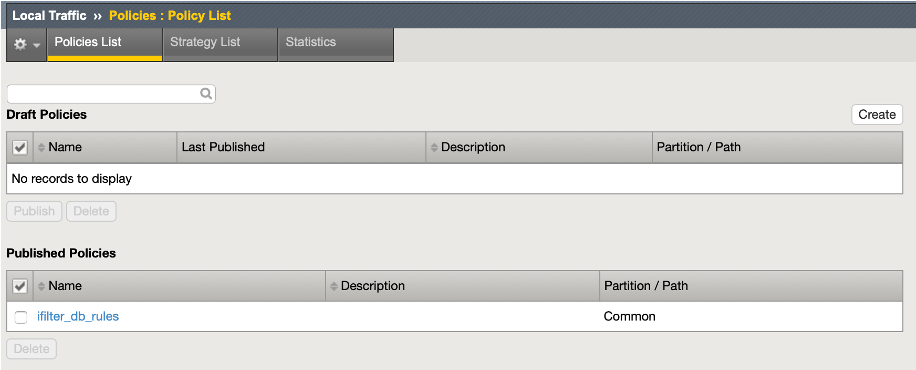 Local Traffic ›› Policies : Policy List
Policies List Strategy List Statistics
Draft Policies Create
Name Last Published Description Partition / Path
No records to display
Publish Delete
Published Policies
Name Description Partition / Path
ifilter_db_rules Common
Delete